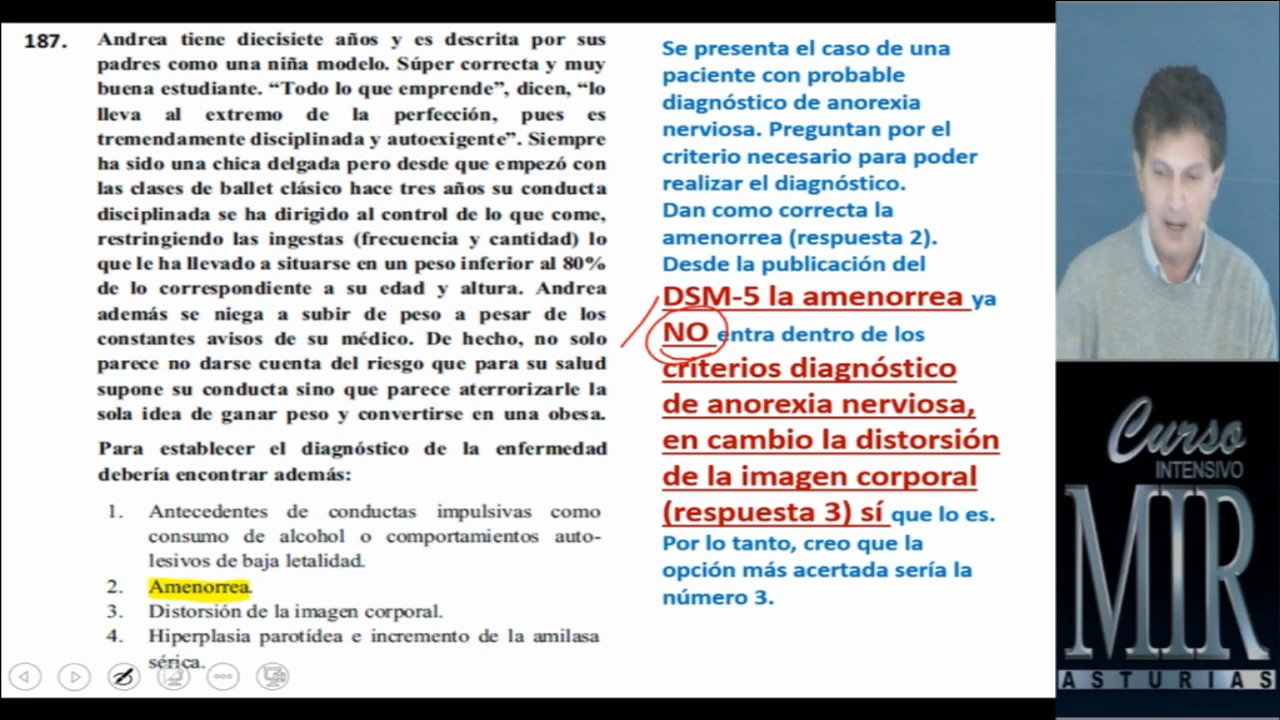 187. Andrea tiene diecisiete años y es descrita por sus
padres como una niña modelo. Súper correcta y muy
buena estudiante. “Todo lo que emprende”, dicen, “lo
lleva al extremo de la perfección, pues es
tremendamente disciplinada y autoexigente”. Siempre
ha sido una chica delgada pero desde que empezó con
las clases de ballet clásico hace tres años su conducta
disciplinada se ha dirigido al control de lo que come,
restringiendo las ingestas (frecuencia y cantidad) lo
que le ha llevado a situarse en un peso inferior al 80%
de lo correspondiente a su edad y altura. Andrea
además se niega a subir de peso a pesar de los
constantes avisos de su médico. De hecho, no solo
parece no darse cuenta del riesgo que para su salud
supone su conducta sino que parece aterrorizarle la
sola idea de ganar peso y convertirse en una obesa.
Para establecer el diagnóstico de la enfermedad
debería encontrar además:
1. Antecedentes de conductas impulsivas como
consumo de alcohol o comportamientos auto-
lesivos de baja letalidad.
2. Amenorrea.
3. Distorsión de la imagen corporal.
4. Hiperplasia parotídea e incremento de la amilasa
sérica.
Se presenta el caso de una
paciente con probable
diagnóstico de anorexia
nerviosa. Preguntan por el
criterio necesario para poder
realizar el diagnóstico.
Dan como correcta la
amenorrea (respuesta 2).
Desde la publicación del
DSM-5 la amenorrea ya
NO entra dentro de los
criterios diagnóstico
de anorexia nerviosa,
en cambio la distorsión
de la imagen corporal
(respuesta 3) sí que lo es.
Por lo tanto, creo que la
opción más acertada sería la
número 3.
Curso
INTENSIVO
MIR
ASTURIAS